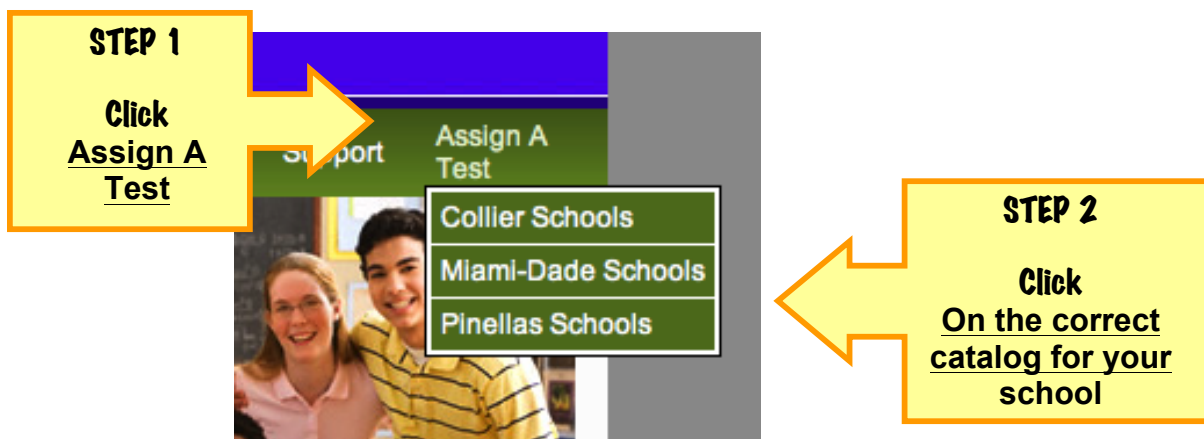 STEP 1
Click
Assign A
Test
Support
Assign A
Test
Collier Schools
Miami-Dade Schools
Pinellas Schools
STEP 2
Click
On the correct
catalog for your
school